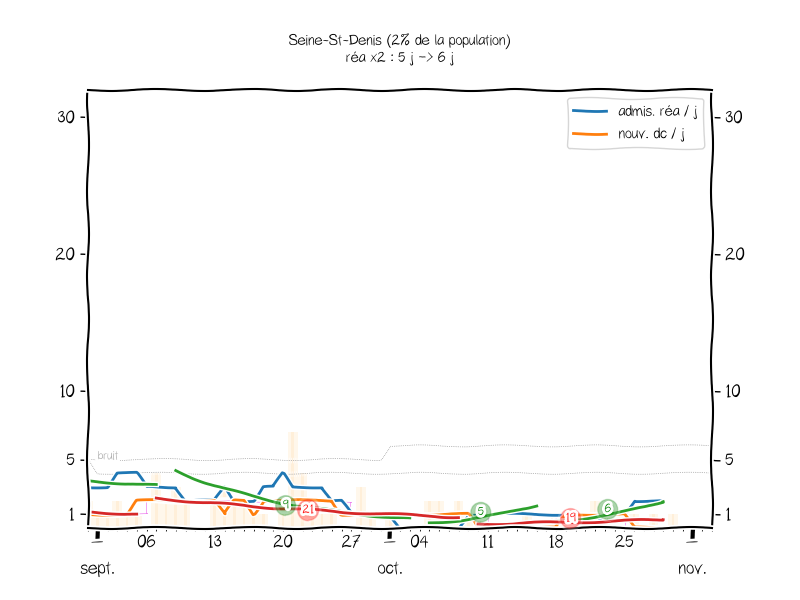 Seine-St-Denis (2% de la population)
réa x2 : 5 j -> 6 j
admis. réa / j
nouv. dc / j
30 30
20 20
10 10
5 5
1 1
bruit
9 21 5 19 6
06 13 20 27 04 11 18 25
sept. oct. nov.